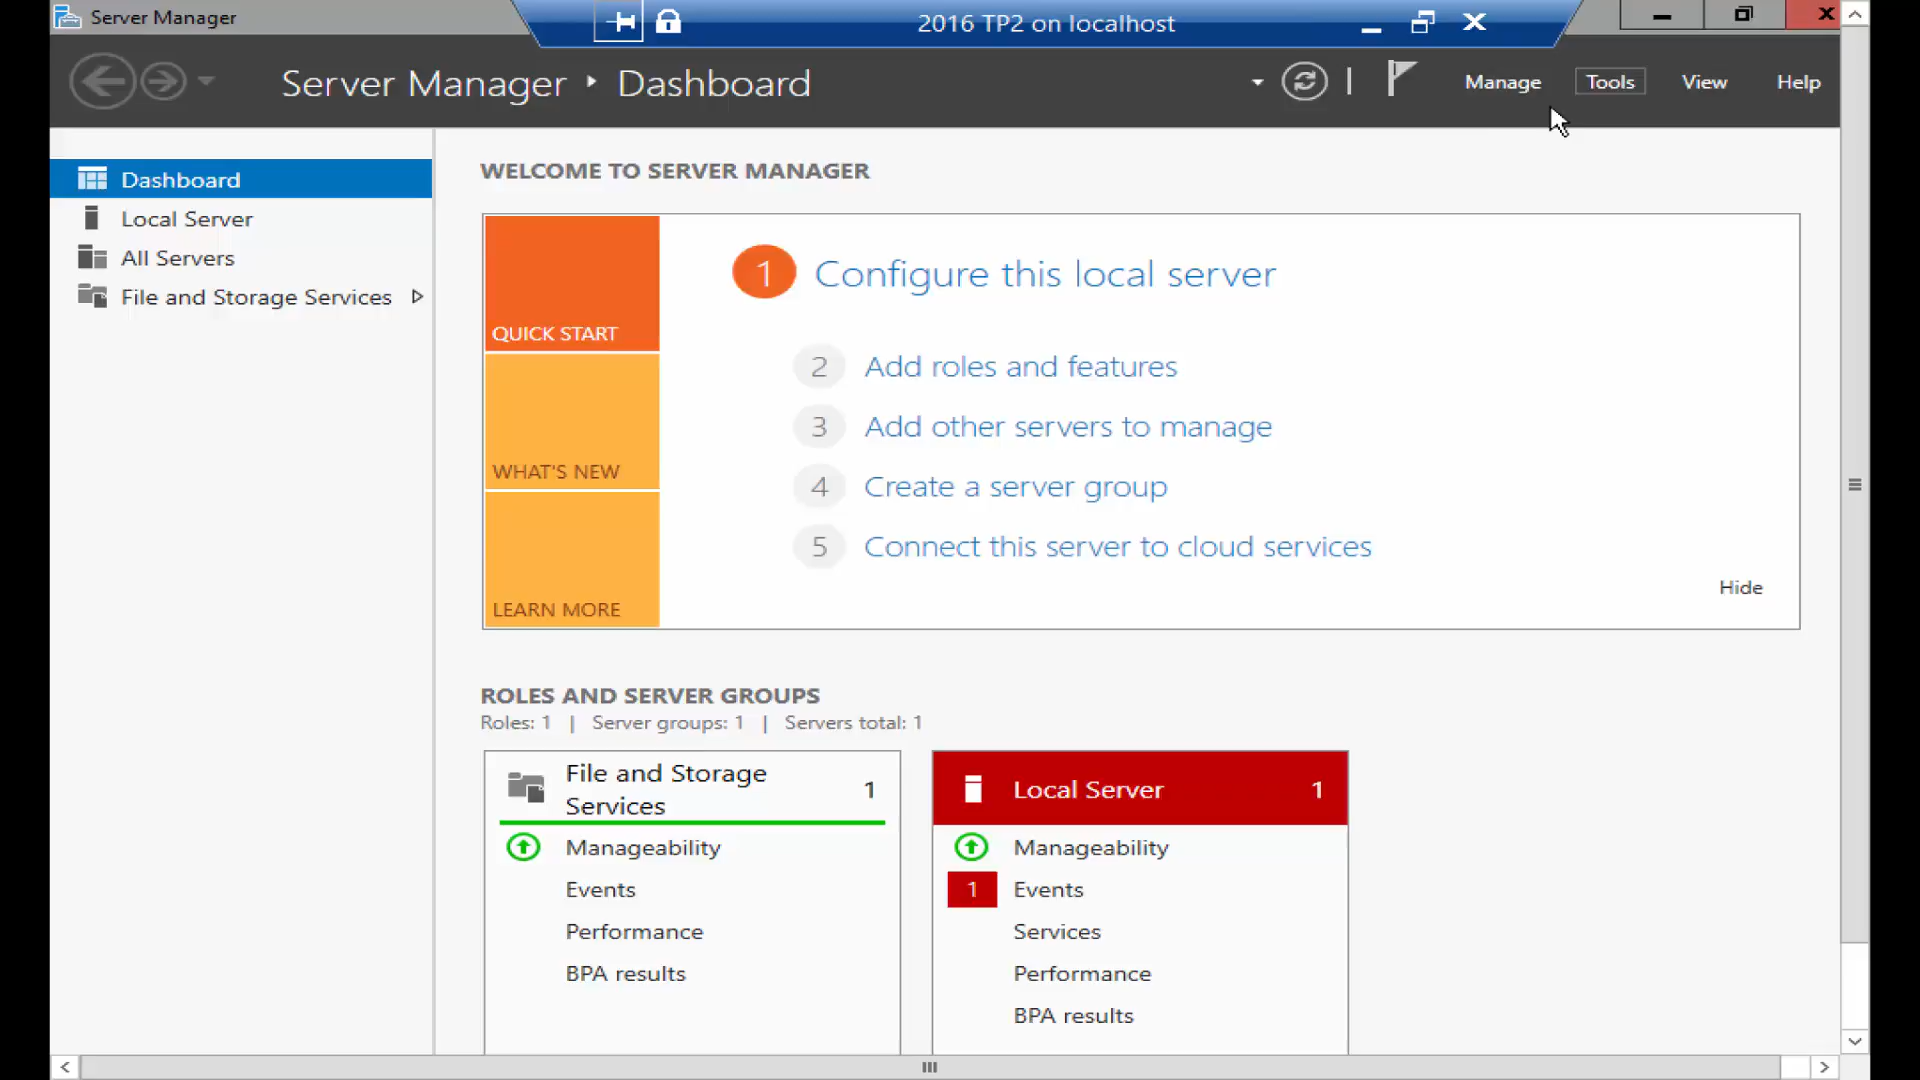 Server Manager
2016 TP2 on localhost
Server Manager ‣ Dashboard
Manage
Tools
View
Help
Dashboard
Local Server
All Servers
File and Storage Services
WELCOME TO SERVER MANAGER
QUICK START
WHAT'S NEW
LEARN MORE
1 Configure this local server
2 Add roles and features
3 Add other servers to manage
4 Create a server group
5 Connect this server to cloud services
Hide
ROLES AND SERVER GROUPS
Roles: 1 | Server groups: 1 | Servers total: 1
File and Storage
Services
1
Manageability
Events
Performance
BPA results
Local Server 1
Manageability
1 Events
Services
Performance
BPA results